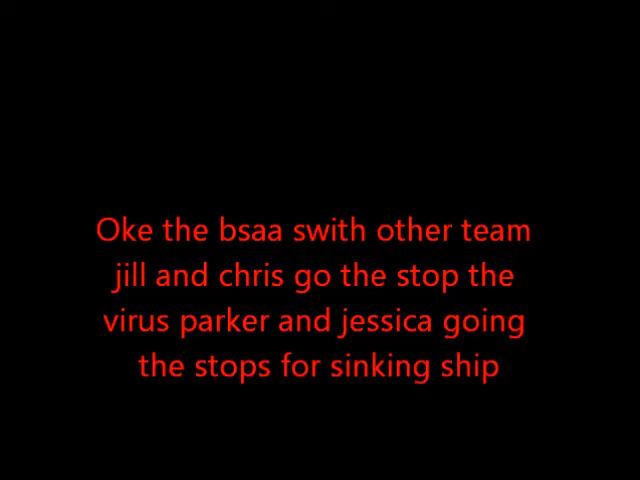 Oke the bsaa swith other team
jill and chris go the stop the
virus parker and jessica going
the stops for sinking ship